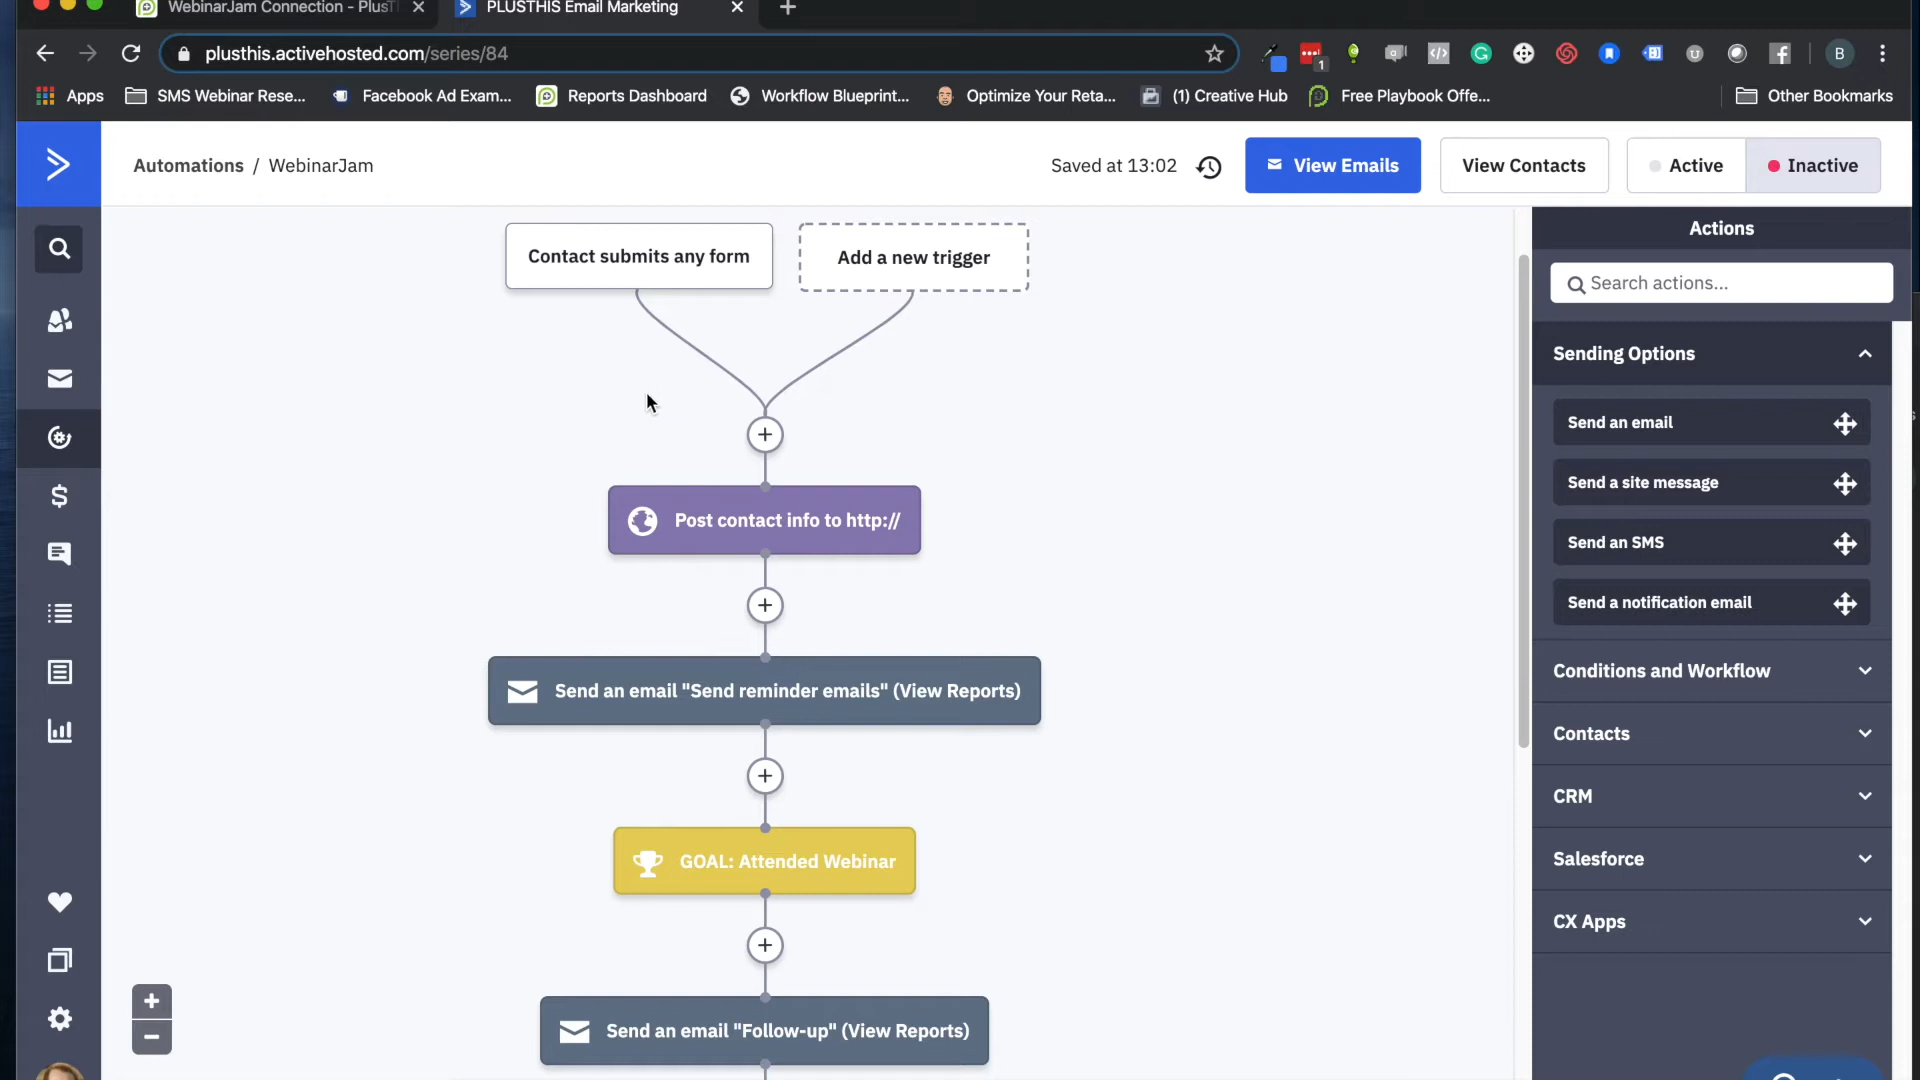 WebinarJam Connection - PlusT
PLUSTHIS Email Marketing
plusthis.activehosted.com/series/84
1
B
Apps
SMS Webinar Rese...
Facebook Ad Exam...
Reports Dashboard
Workflow Blueprint...
Optimize Your Reta...
(1) Creative Hub
Free Playbook Offe...
Other Bookmarks
Automations / WebinarJam
Saved at 13:02
View Emails
View Contacts
Active
Inactive
Contact submits any form
Add a new trigger
Post contact info to http://
Send an email "Send reminder emails" (View Reports)
GOAL: Attended Webinar
Send an email "Follow-up" (View Reports)
Actions
Search actions...
Sending Options
Send an email
Send a site message
Send an SMS
Send a notification email
Conditions and Workflow
Contacts
CRM
Salesforce
CX Apps